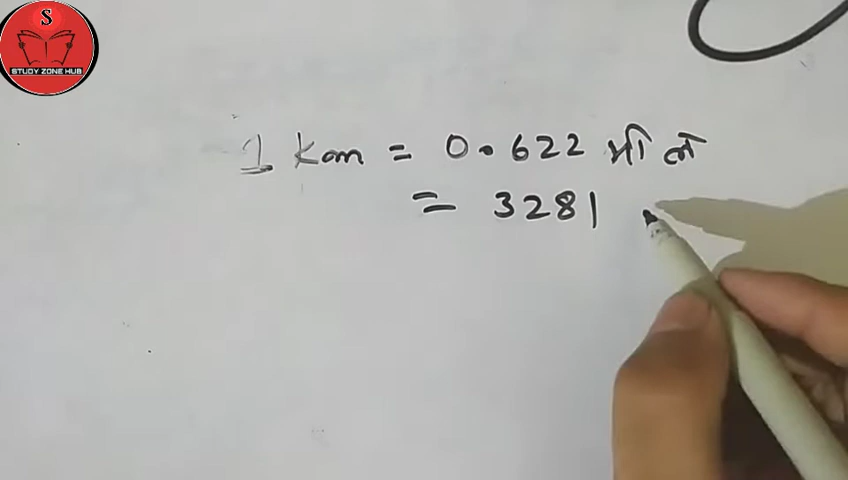 S
STUDY ZONE HUB
1 Km = 0.622 मील
= 3281